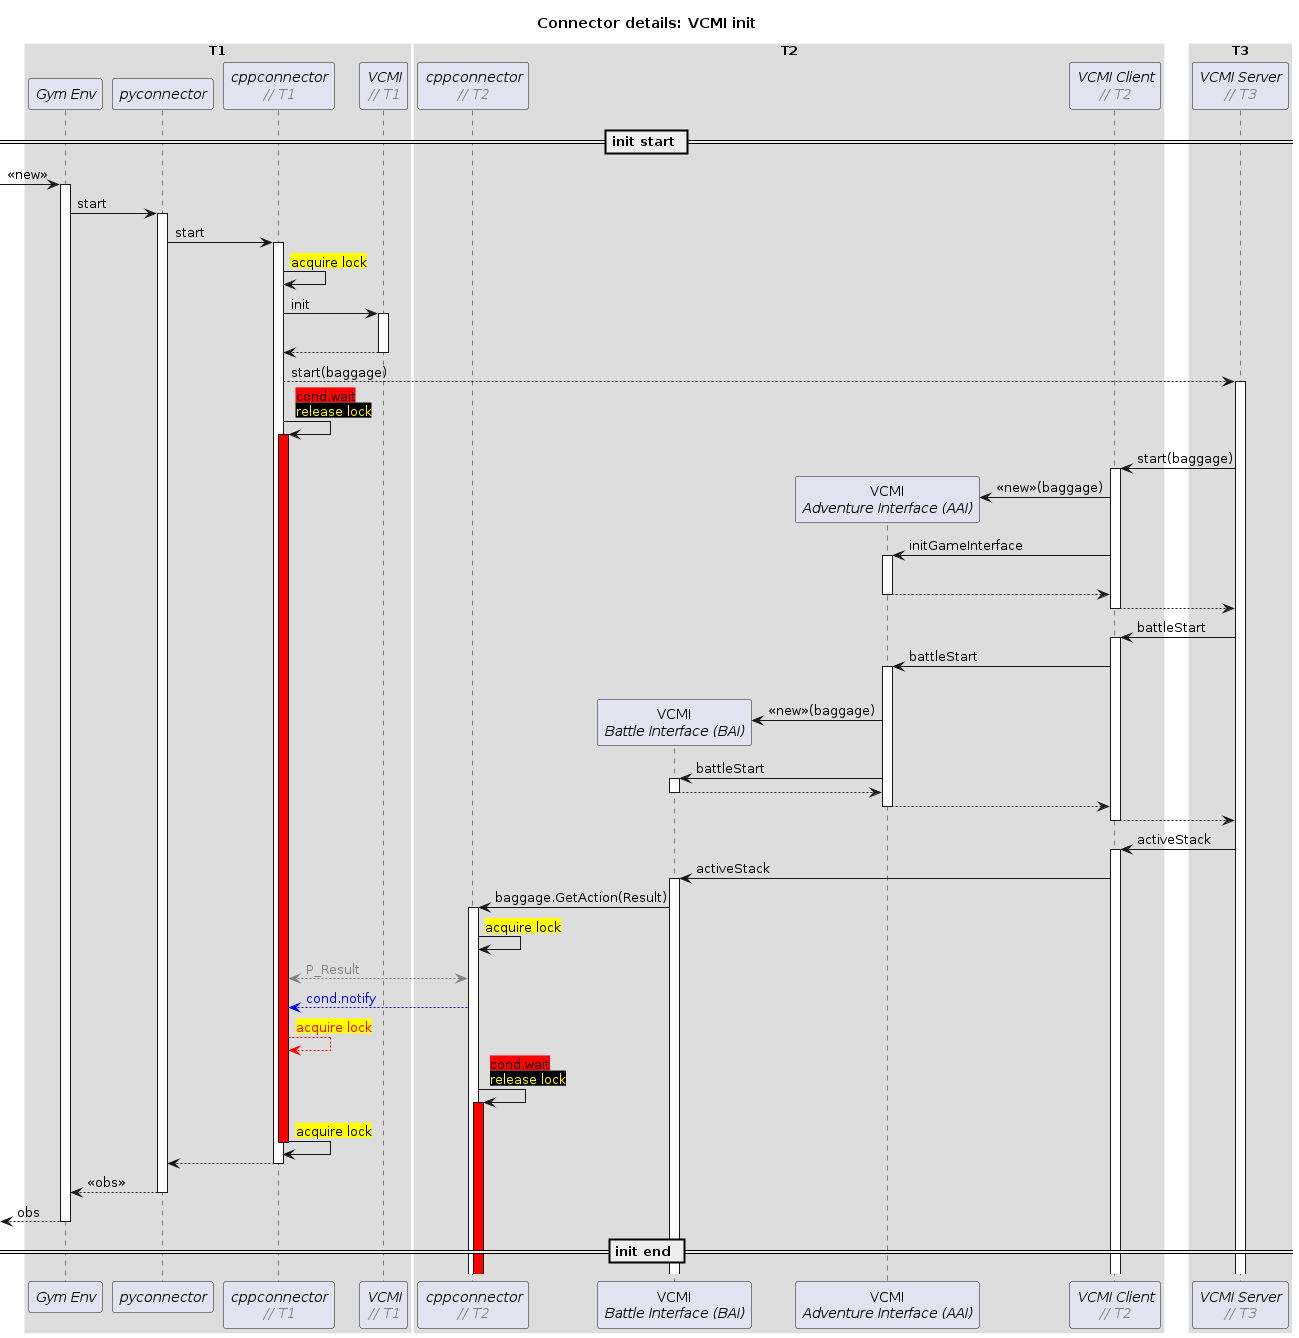 Connector details: VCMI init
T1
T2
T3
Gym Env
pyconnector
cppconnector
// T1
VCMI
// T1
cppconnector
// T2
VCMI Client
// T2
VCMI Server
// T3
init start
«new»
start
start
acquire lock
init
start(baggage)
cond.wait
release lock
start(baggage)
«new»(baggage)
VCMI
Adventure Interface (AAI)
initGameInterface
battleStart
battleStart
«new»(baggage)
VCMI
Battle Interface (BAI)
battleStart
activeStack
activeStack
baggage.GetAction(Result)
acquire lock
P_Result
cond.notify
acquire lock
cond.wait
release lock
acquire lock
«obs»
obs
init end
Gym Env
pyconnector
cppconnector
// T1
VCMI
// T1
cppconnector
// T2
VCMI
Battle Interface (BAI)
VCMI
Adventure Interface (AAI)
VCMI Client
// T2
VCMI Server
// T3